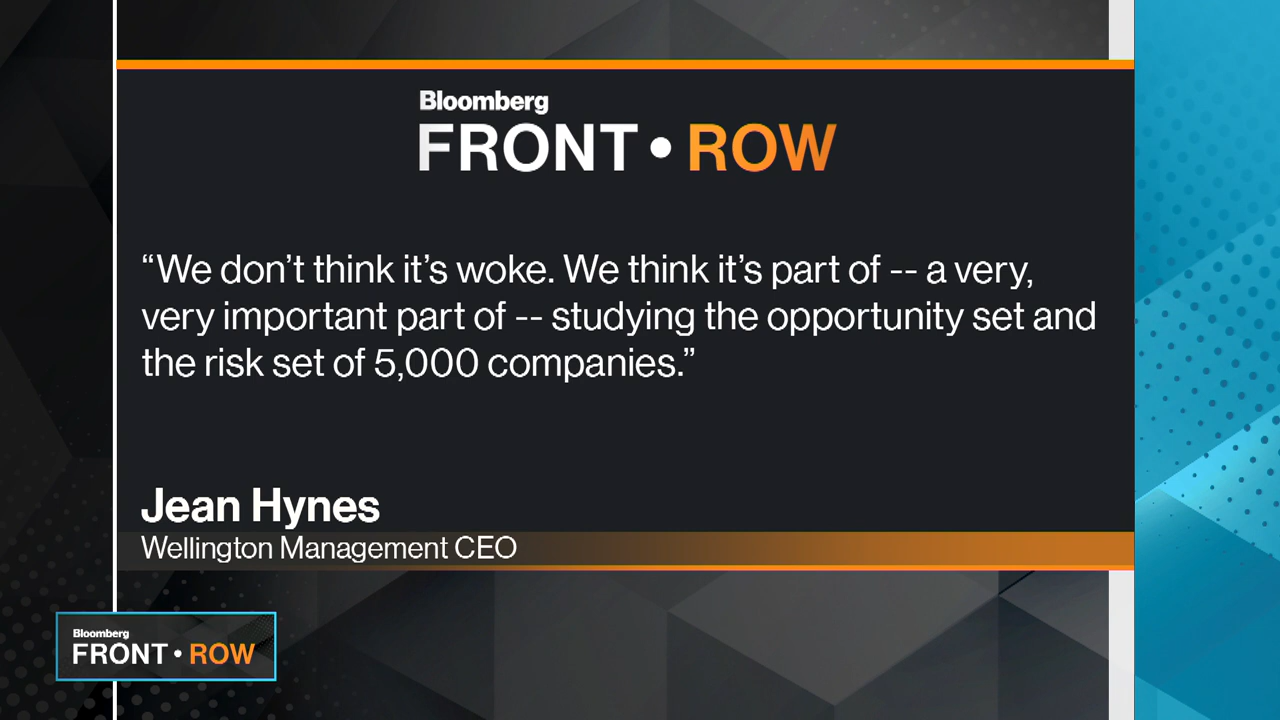 Bloomberg
FRONT • ROW
“We don’t think it’s woke. We think it’s part of -- a very,
very important part of -- studying the opportunity set and
the risk set of 5,000 companies.”
Jean Hynes
Wellington Management CEO
Bloomberg
FRONT • ROW